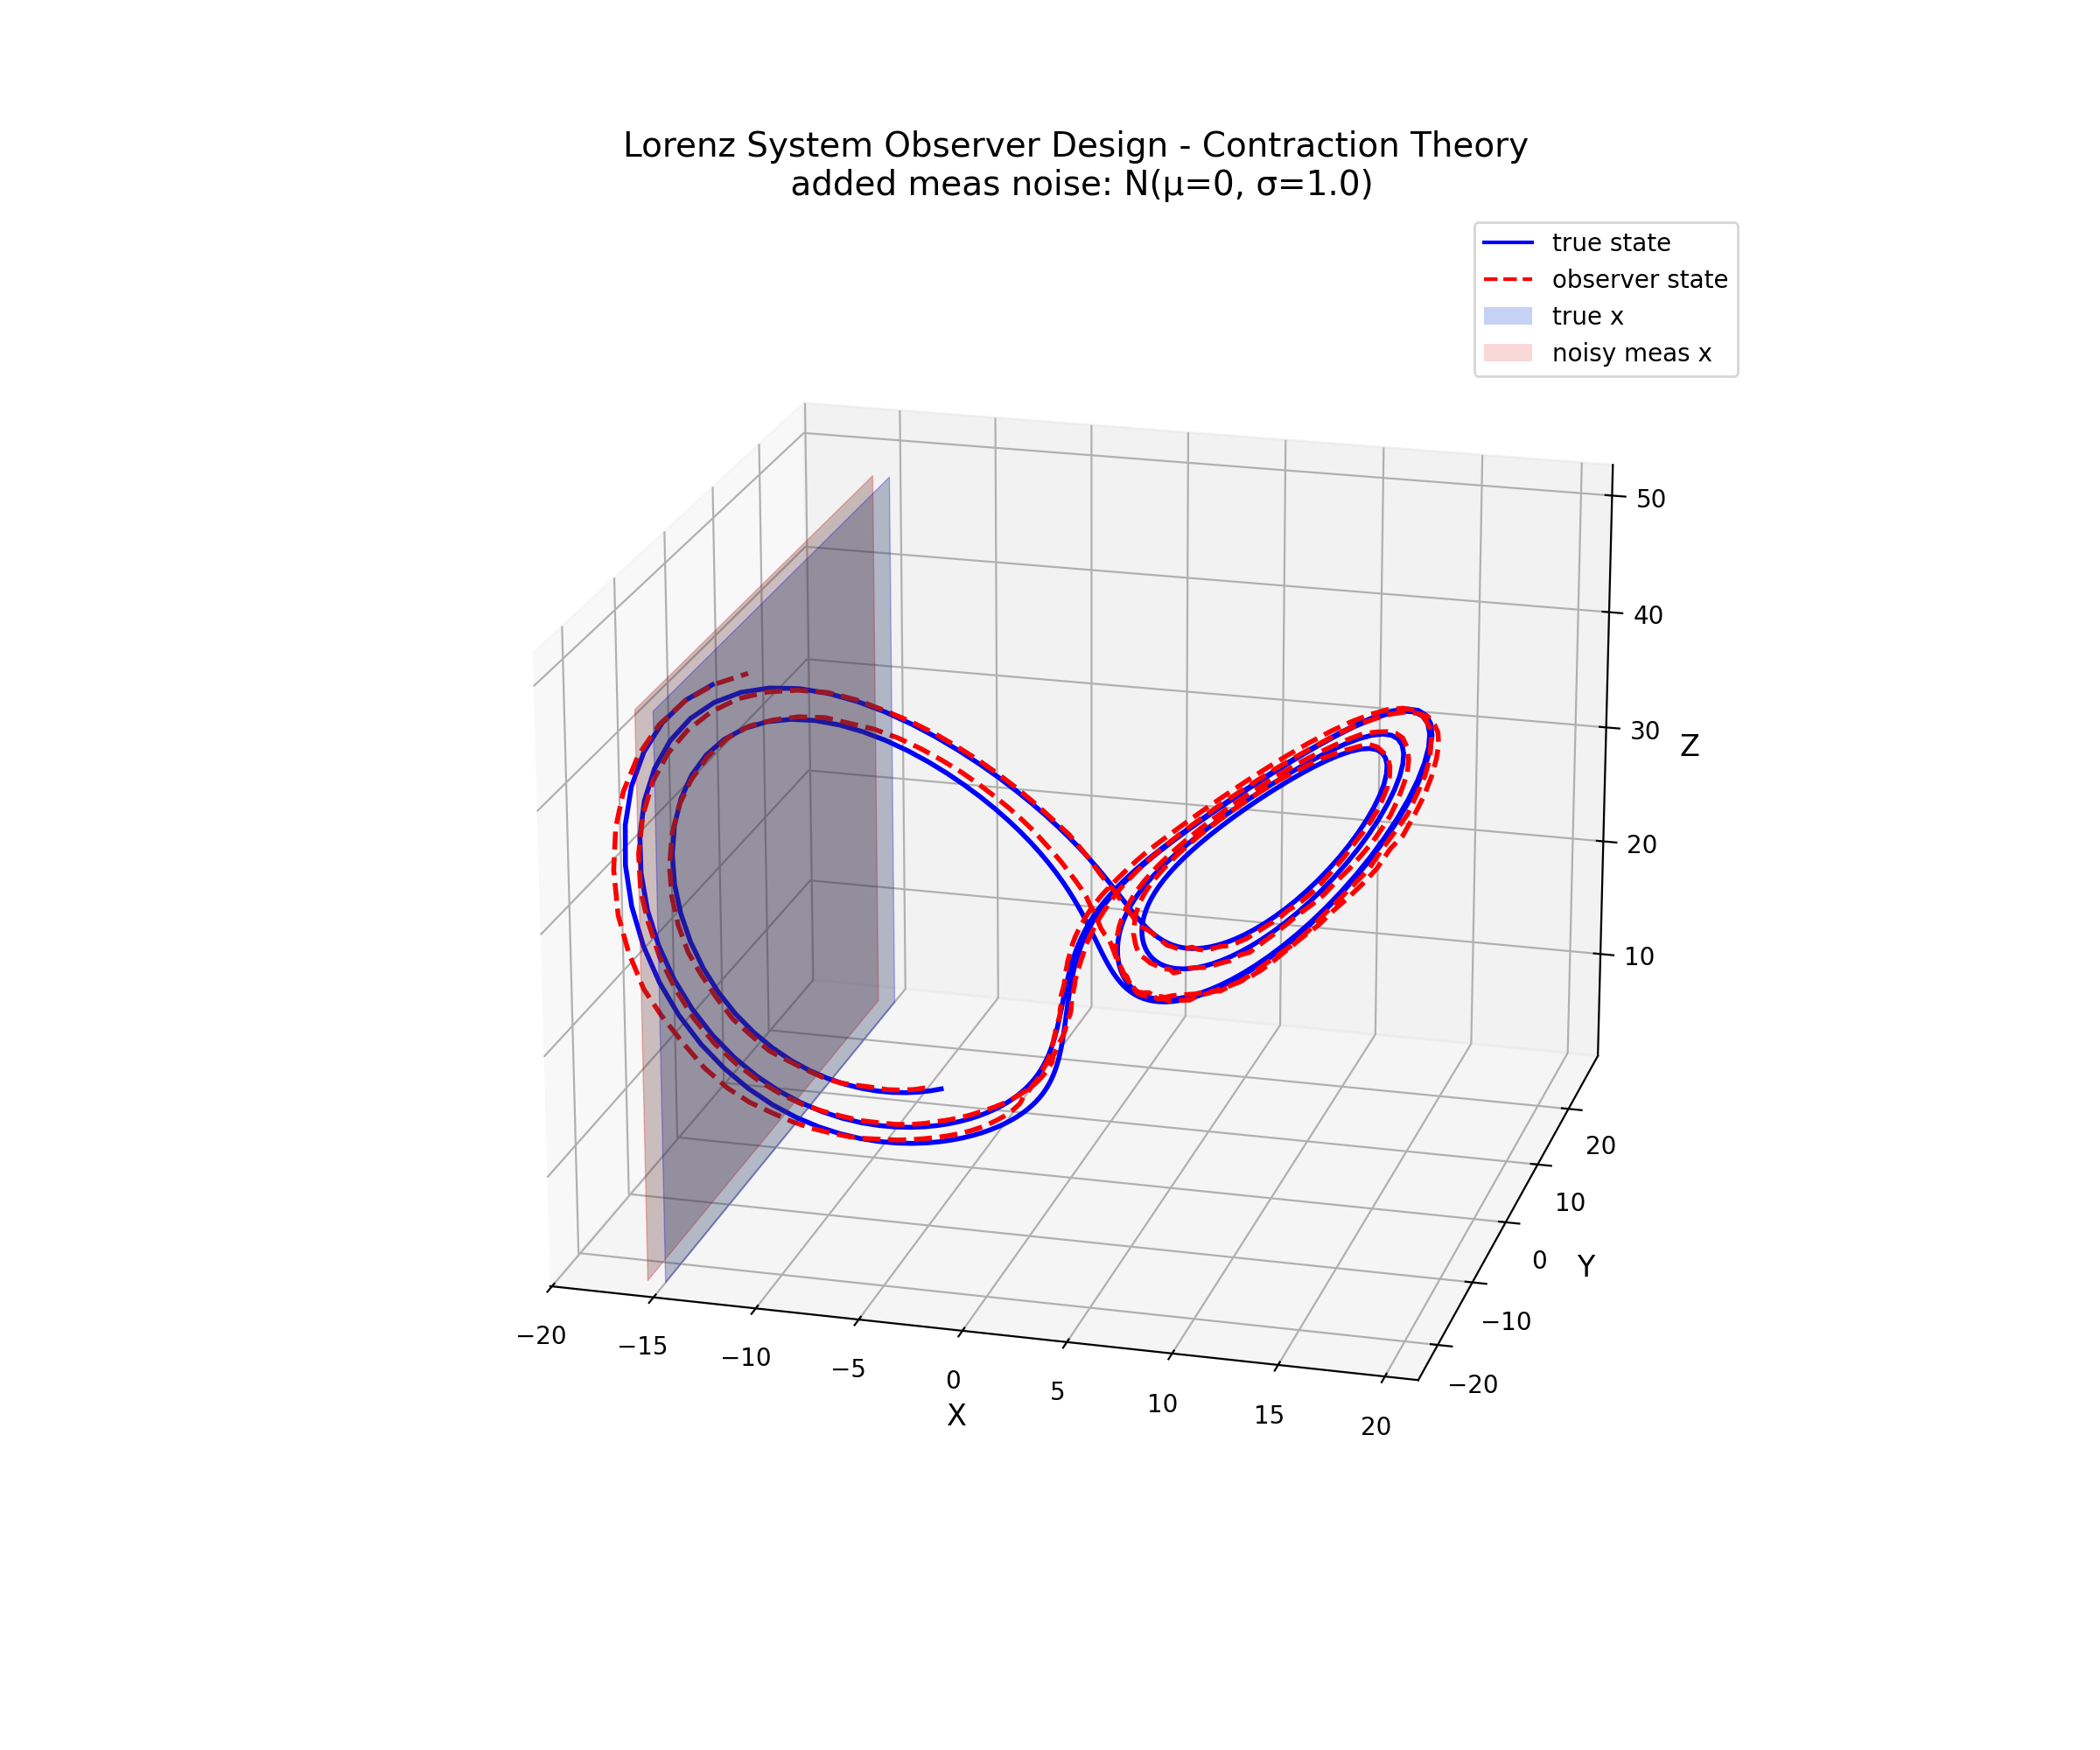 Lorenz System Observer Design - Contraction Theory
added meas noise: N(μ=0, σ=1.0)
true state
observer state
true x
noisy meas x
50
40
30
Z
20
10
20
10
0
Y
−10
−20
−20
−15
−10
−5
0
5
10
15
20
X